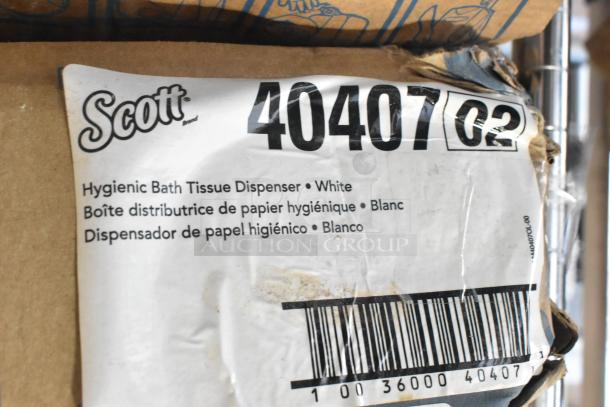 Scott Brand
40407 02
Hygienic Bath Tissue Dispenser • White
Boîte distributrice de papier hygiénique • Blanc
Dispensador de papel higiénico • Blanco
AUCTION GROUP
1 00 36000 40407